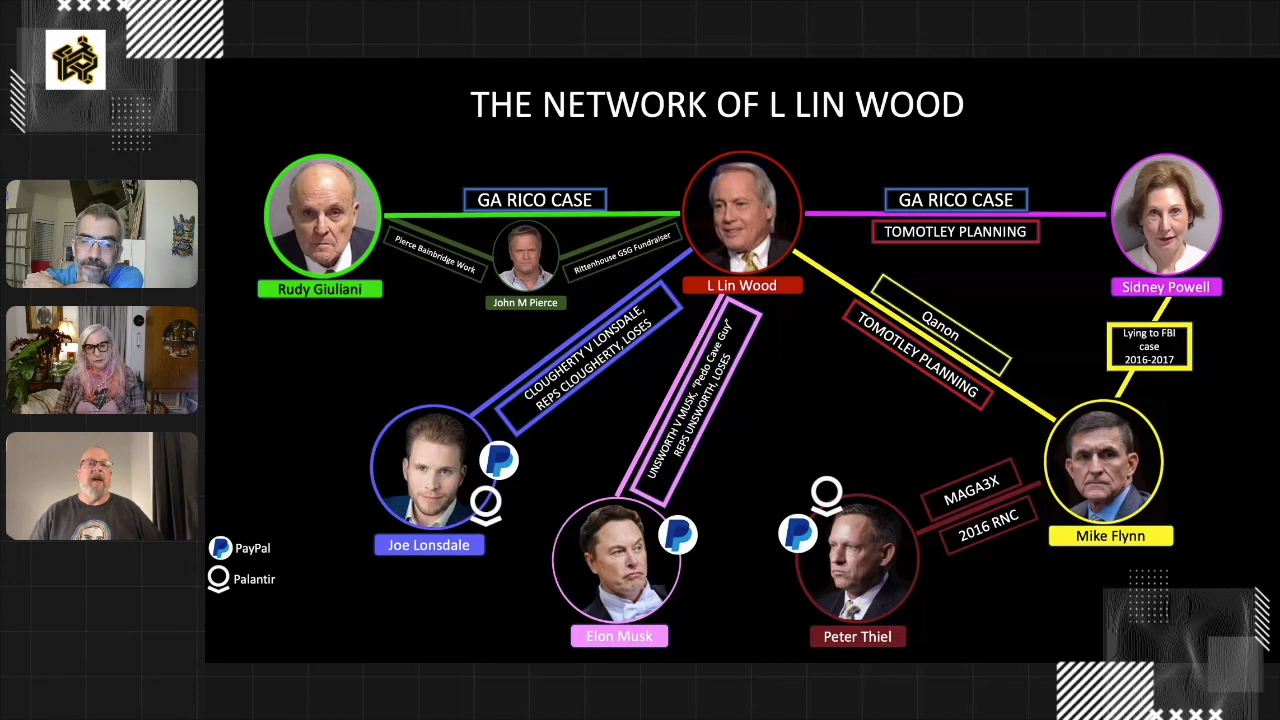 THE NETWORK OF L LIN WOOD
GA RICO CASE
GA RICO CASE
TOMOTLEY PLANNING
Pierce Bainbridge Work
Rittenhouse GSG Fundraiser
Rudy Giuliani
John M Pierce
L Lin Wood
Sidney Powell
CLOUGHERTY V LONSDALE,
REPS CLOUGHERTY, LOSES
UNSWORTH V MUSK, "Pedo Cave Guy"
REPS UNSWORTH, LOSES
Qanon
TOMOTLEY PLANNING
Lying to FBI
case
2016-2017
MAGA3X
2016 RNC
Joe Lonsdale
Mike Flynn
PayPal
Palantir
Elon Musk
Peter Thiel